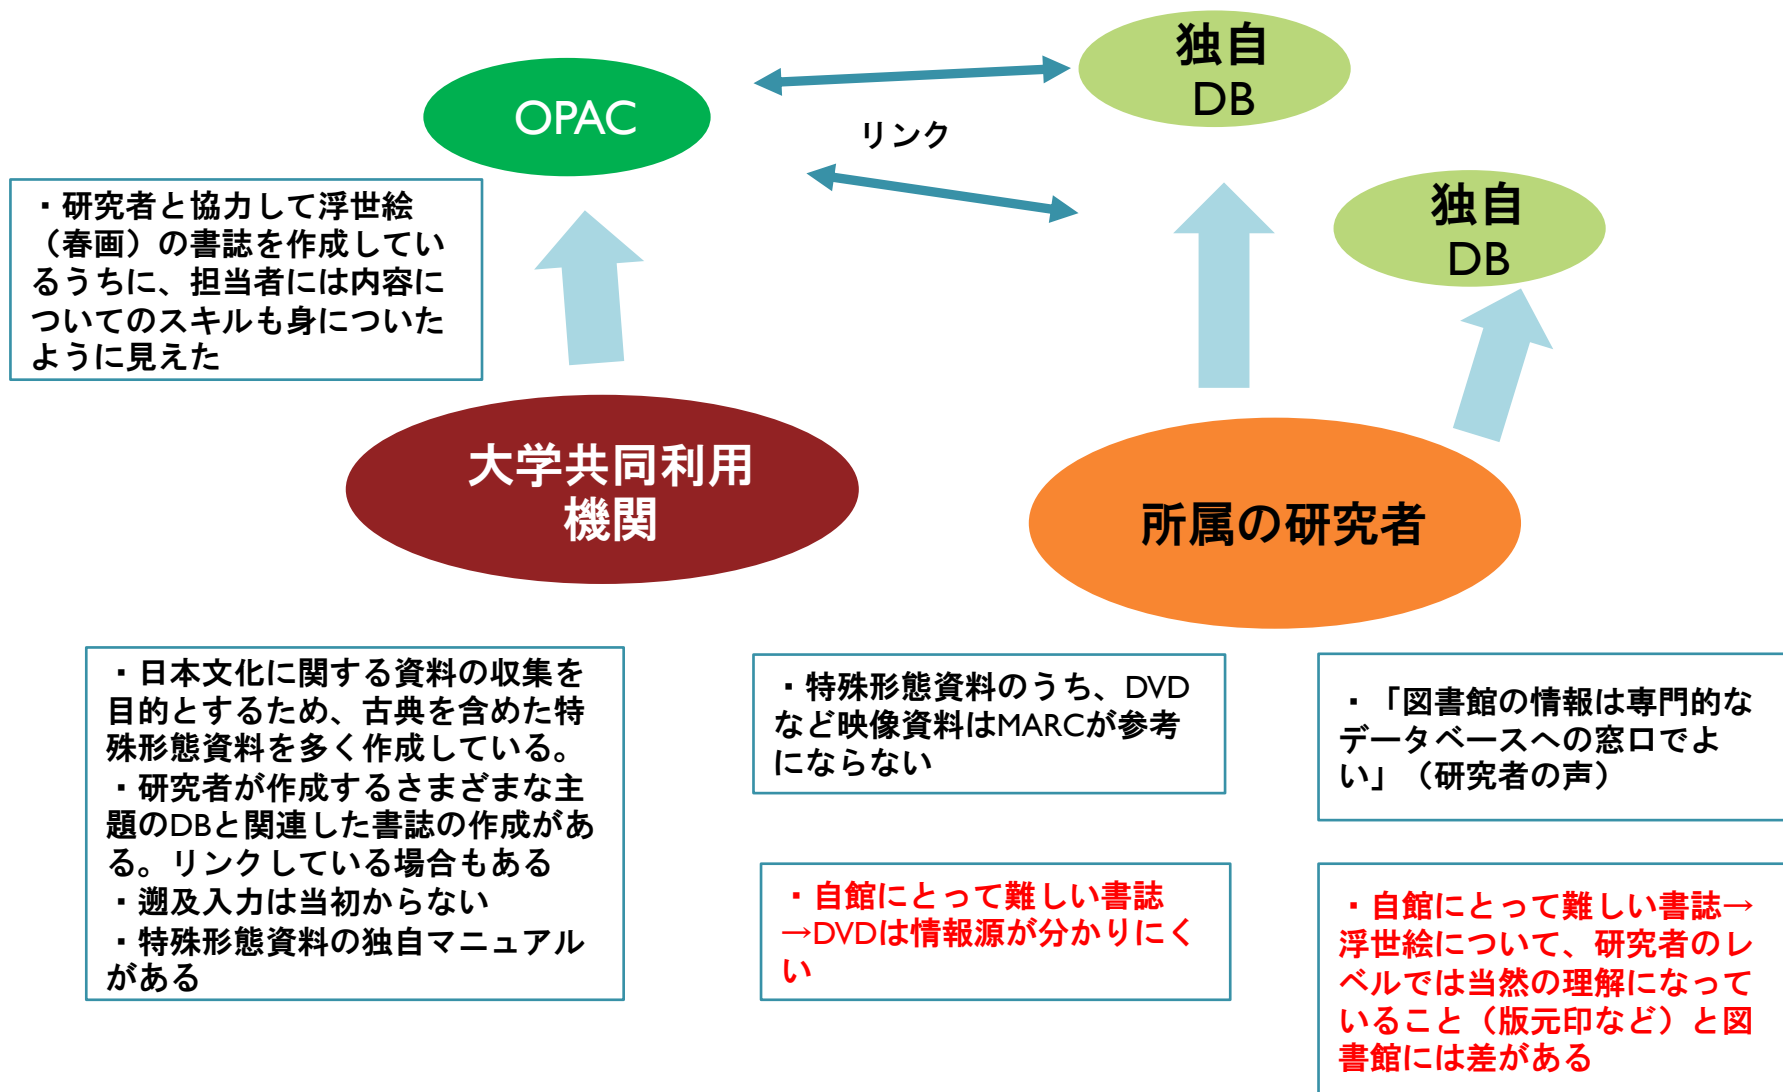 独自
DB
OPAC
リンク
独自
DB
・研究者と協力して浮世絵
（春画）の書誌を作成してい
るうちに、担当者には内容に
ついてのスキルも身についた
ように見えた
大学共同利用
機関
所属の研究者
・日本文化に関する資料の収集を
目的とするため、古典を含めた特
殊形態資料を多く作成している。
・研究者が作成するさまざまな主
題のDBと関連した書誌の作成があ
る。リンクしている場合もある
・遡及入力は当初からない
・特殊形態資料の独自マニュアル
がある
・特殊形態資料のうち、DVD
など映像資料はMARCが参考
にならない
・「図書館の情報は専門的な
データベースへの窓口でよ
い」（研究者の声）
・自館にとって難しい書誌
→DVDは情報源が分かりにく
い
・自館にとって難しい書誌→
浮世絵について、研究者のレ
ベルでは当然の理解になって
いること（版元印など）と図
書館には差がある